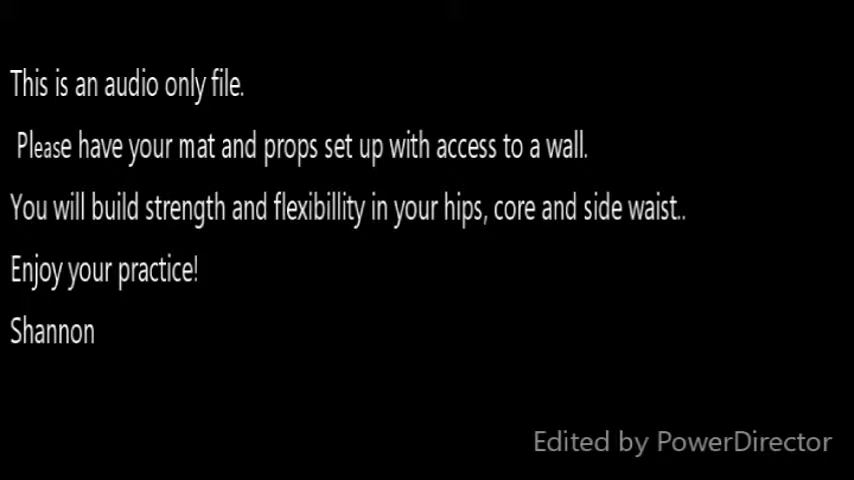 This is an audio only file.
Please have your mat and props set up with access to a wall.
You will build strength and flexibillity in your hips, core and side waist..
Enjoy your practice!
Shannon
Edited by PowerDirector